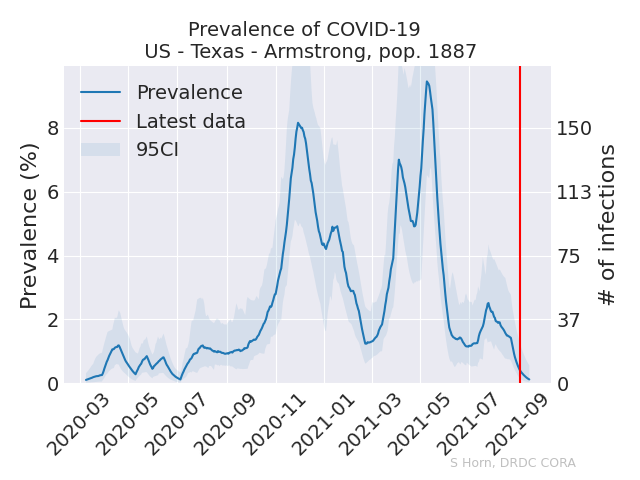 Prevalence of COVID-19
US - Texas - Armstrong, pop. 1887
Prevalence
Latest data
95CI
Prevalence (%)
8
6
4
2
0
150
113
75
37
0
# of infections
2020-03
2020-05
2020-07
2020-09
2020-11
2021-01
2021-03
2021-05
2021-07
2021-09
S Horn, DRDC CORA